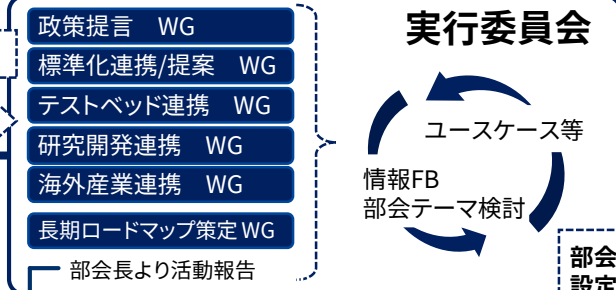 政策提言　WG
標準化連携/提案　WG
テストベッド連携　WG
研究開発連携　WG
海外産業連携　WG
長期ロードマップ策定 WG
部会長より活動報告
実行委員会
ユースケース等
情報FB
部会テーマ検討
部会
設定